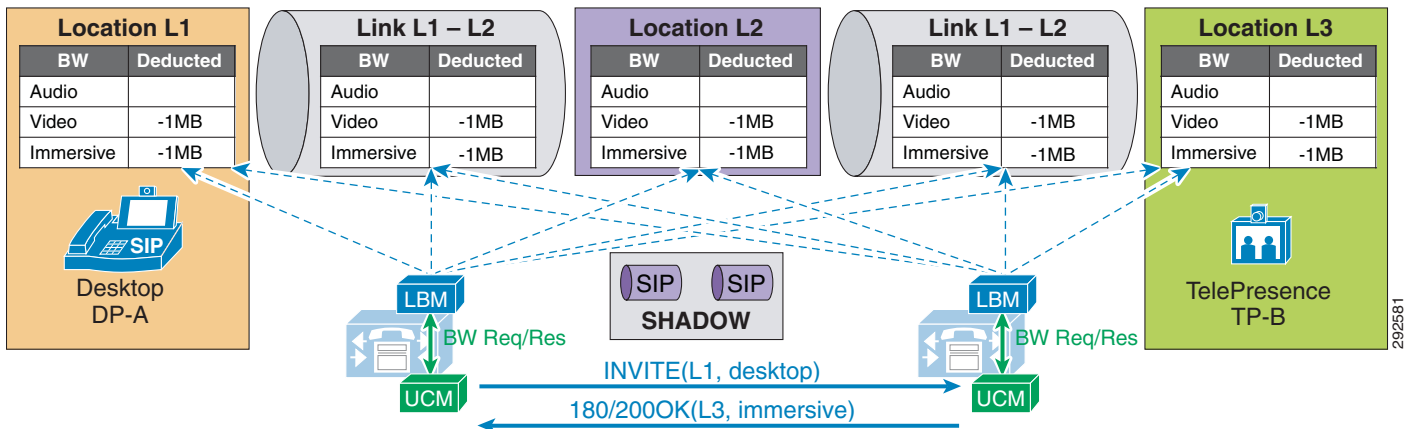 Location L1
BW Deducted
Audio
Video -1MB
Immersive -1MB
SIP
Desktop
DP-A
Link L1 – L2
BW Deducted
Audio
Video -1MB
Immersive -1MB
Location L2
BW Deducted
Audio
Video -1MB
Immersive -1MB
Link L1 – L2
BW Deducted
Audio
Video -1MB
Immersive -1MB
Location L3
BW Deducted
Audio
Video -1MB
Immersive -1MB
TelePresence
TP-B
LBM
BW Req/Res
UCM
SIP SIP
SHADOW
LBM
BW Req/Res
UCM
INVITE(L1, desktop)
180/200OK(L3, immersive)
292581